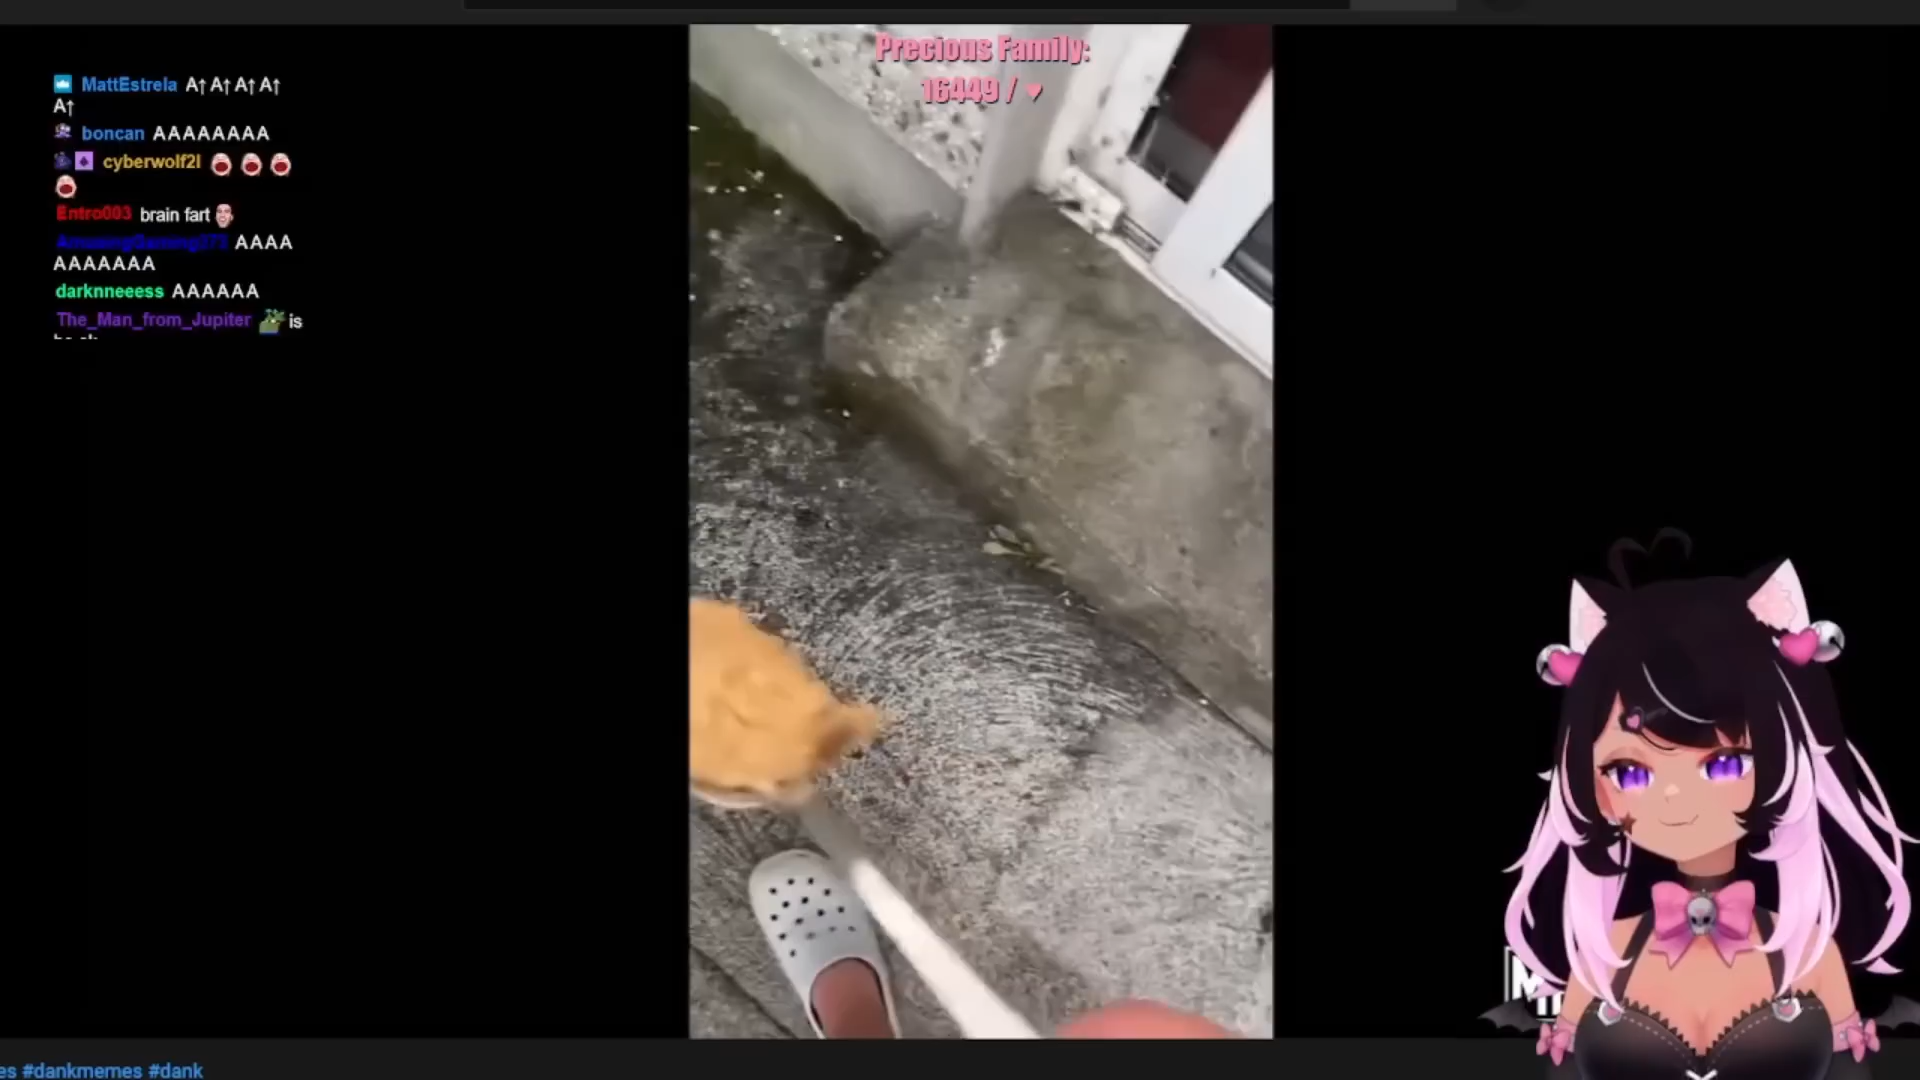 Precious Family:
16449 / ♥
MattEstrela A↑ A↑ A↑ A↑
A↑
boncan AAAAAAAA
cyberwolf2l
Entro003 brain fart
AmusingGaming373 AAAA
AAAAAAA
darknneeess AAAAAA
The_Man_from_Jupiter is
es #dankmemes #dank